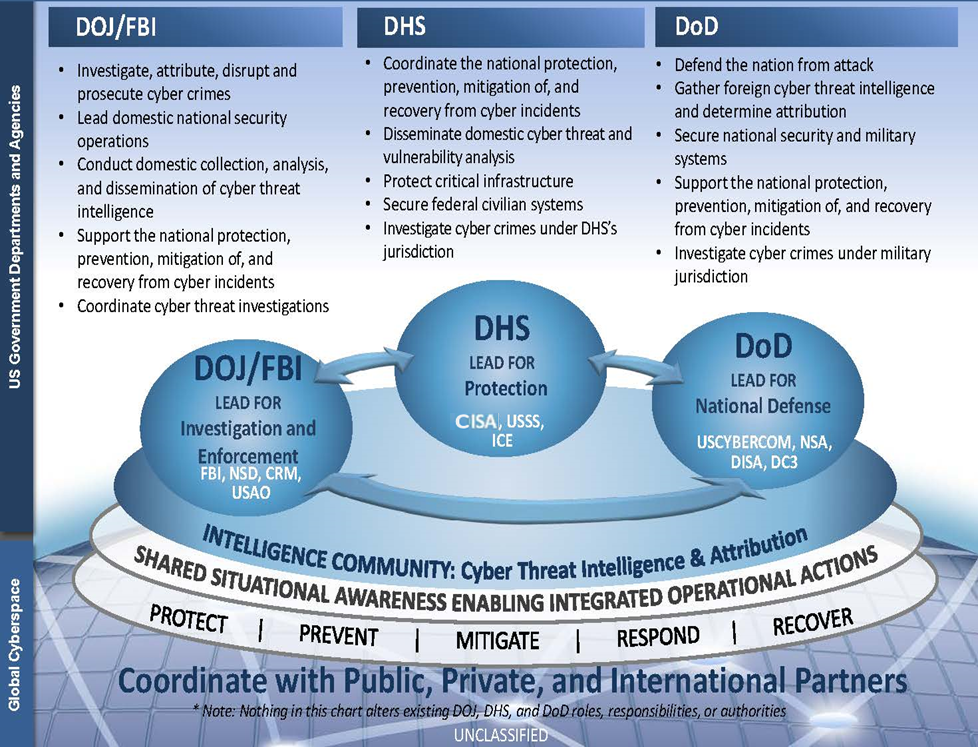 US Government Departments and Agencies
Global Cyberspace
DOJ/FBI
• Investigate, attribute, disrupt and
prosecute cyber crimes
• Lead domestic national security
operations
• Conduct domestic collection, analysis,
and dissemination of cyber threat
intelligence
• Support the national protection,
prevention, mitigation of, and
recovery from cyber incidents
• Coordinate cyber threat investigations
DHS
• Coordinate the national protection,
prevention, mitigation of, and
recovery from cyber incidents
• Disseminate domestic cyber threat and
vulnerability analysis
• Protect critical infrastructure
• Secure federal civilian systems
• Investigate cyber crimes under DHS's
jurisdiction
DoD
• Defend the nation from attack
• Gather foreign cyber threat intelligence
and determine attribution
• Secure national security and military
systems
• Support the national protection,
prevention, mitigation of, and recovery
from cyber incidents
• Investigate cyber crimes under military
jurisdiction
DOJ/FBI
LEAD FOR
Investigation and
Enforcement
FBI, NSD, CRM,
USAO
DHS
LEAD FOR
Protection
CISA, USSS,
ICE
DoD
LEAD FOR
National Defense
USCYBERCOM, NSA,
DISA, DC3
INTELLIGENCE COMMUNITY: Cyber Threat Intelligence & Attribution
SHARED SITUATIONAL AWARENESS ENABLING INTEGRATED OPERATIONAL ACTIONS
PROTECT | PREVENT | MITIGATE | RESPOND | RECOVER
Coordinate with Public, Private, and International Partners
* Note: Nothing in this chart alters existing DOJ, DHS, and DoD roles, responsibilities, or authorities
UNCLASSIFIED